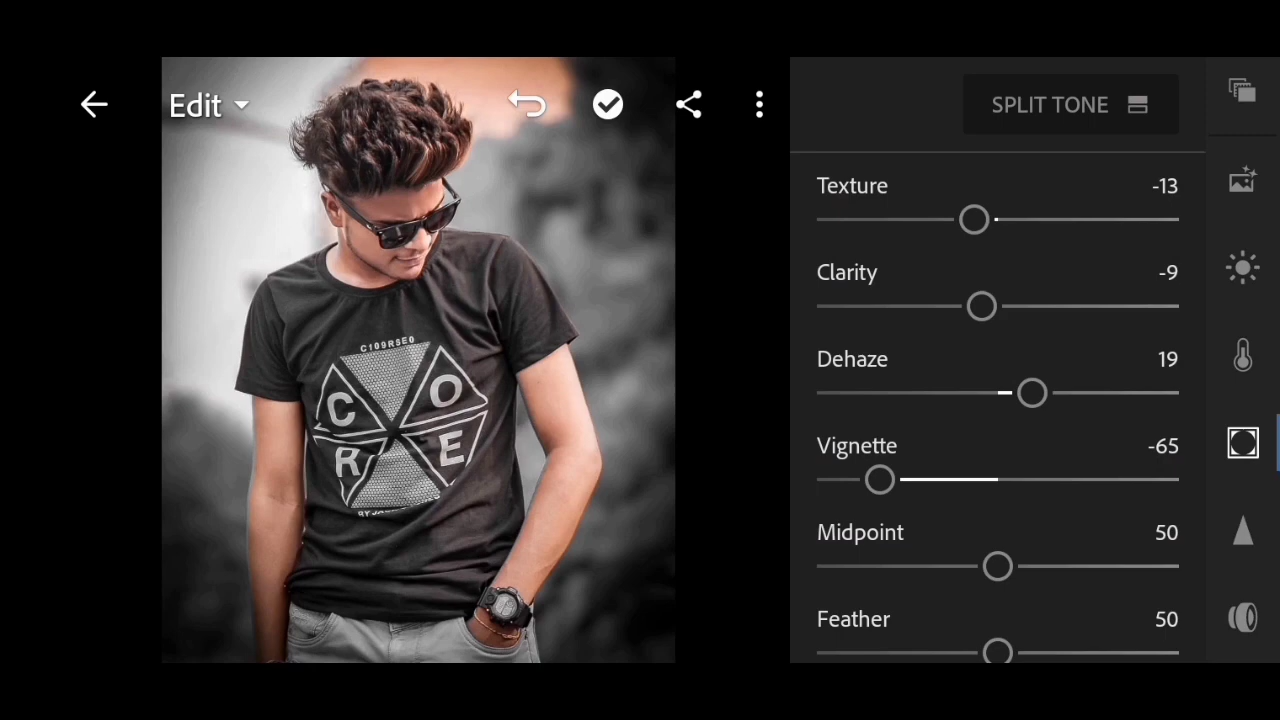 Edit
SPLIT TONE
Texture -13
Clarity -9
Dehaze 19
Vignette -65
Midpoint 50
Feather 50
C109RSE0
C O
R E